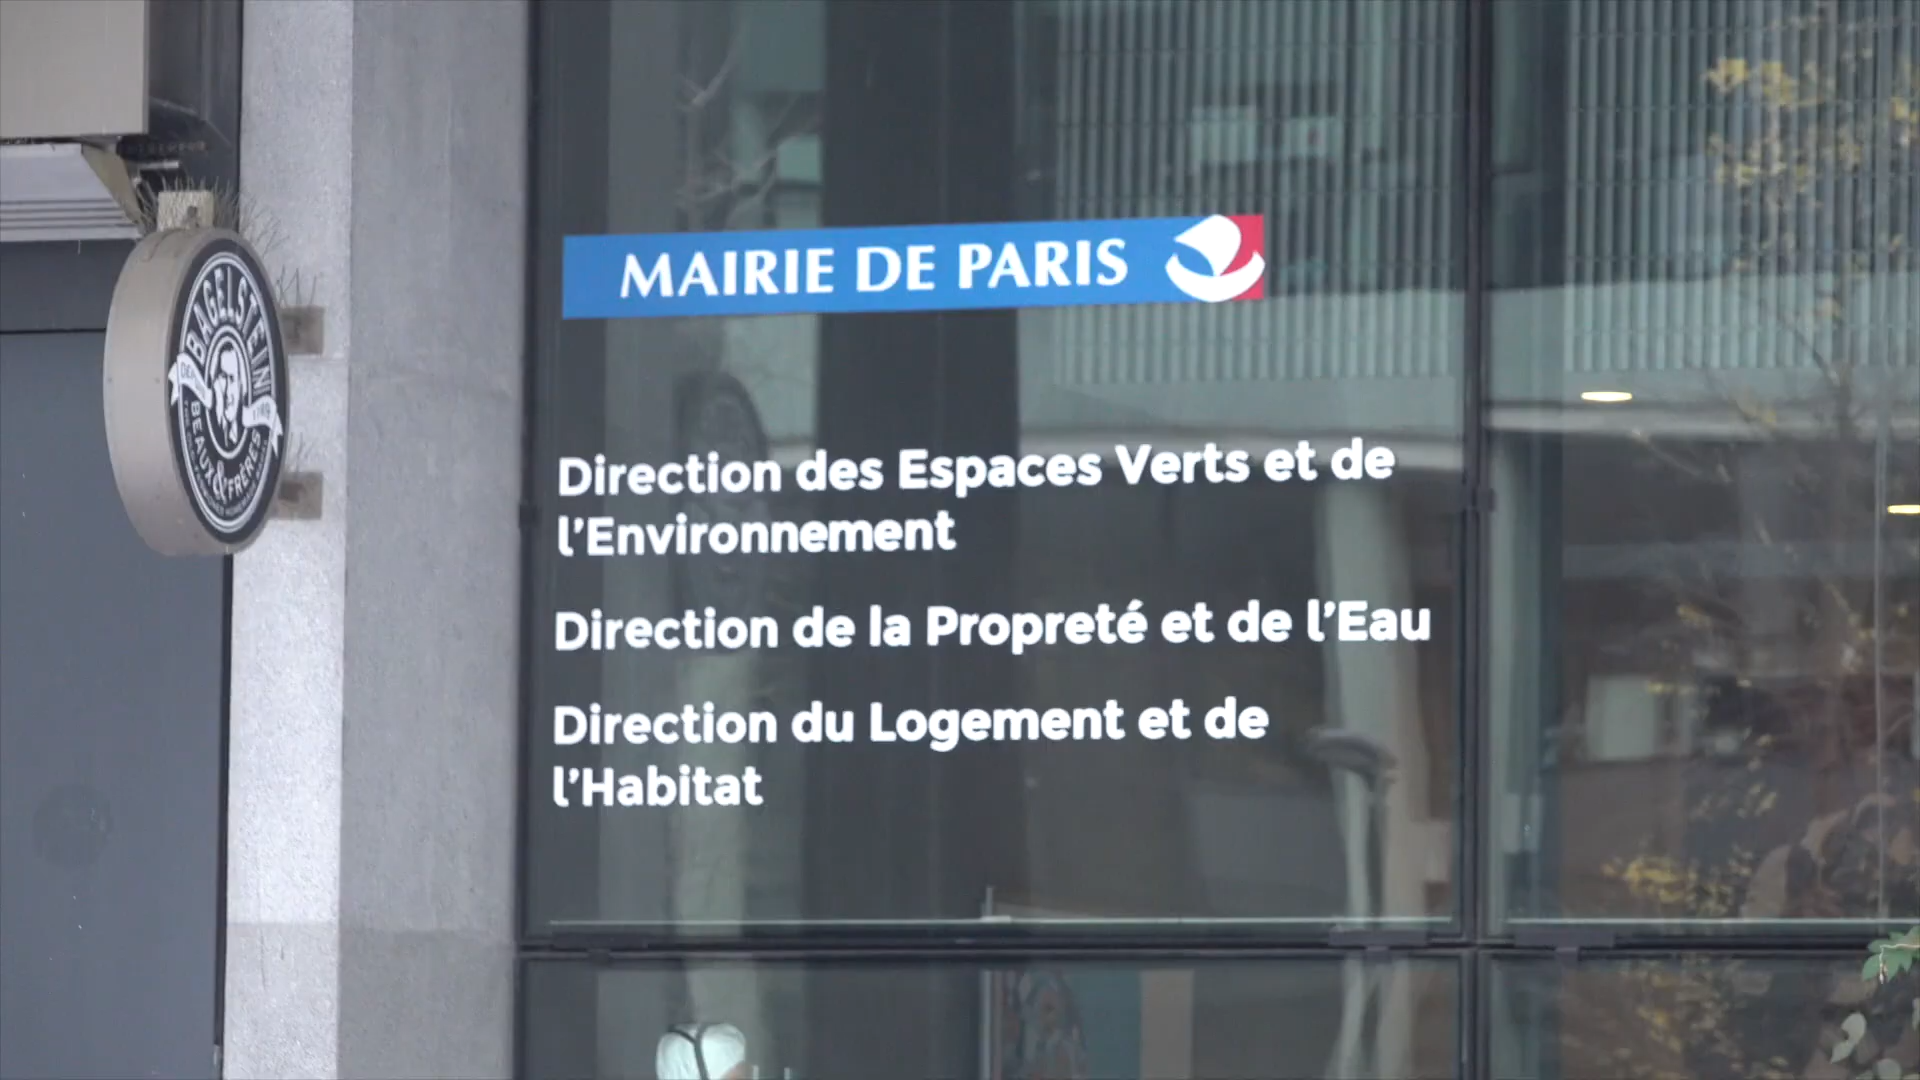 MAIRIE DE PARIS
Direction des Espaces Verts et de
l'Environnement
Direction de la Propreté et de l'Eau
Direction du Logement et de
l'Habitat
BAGELSTEIN
BEAUX & FRÈRES